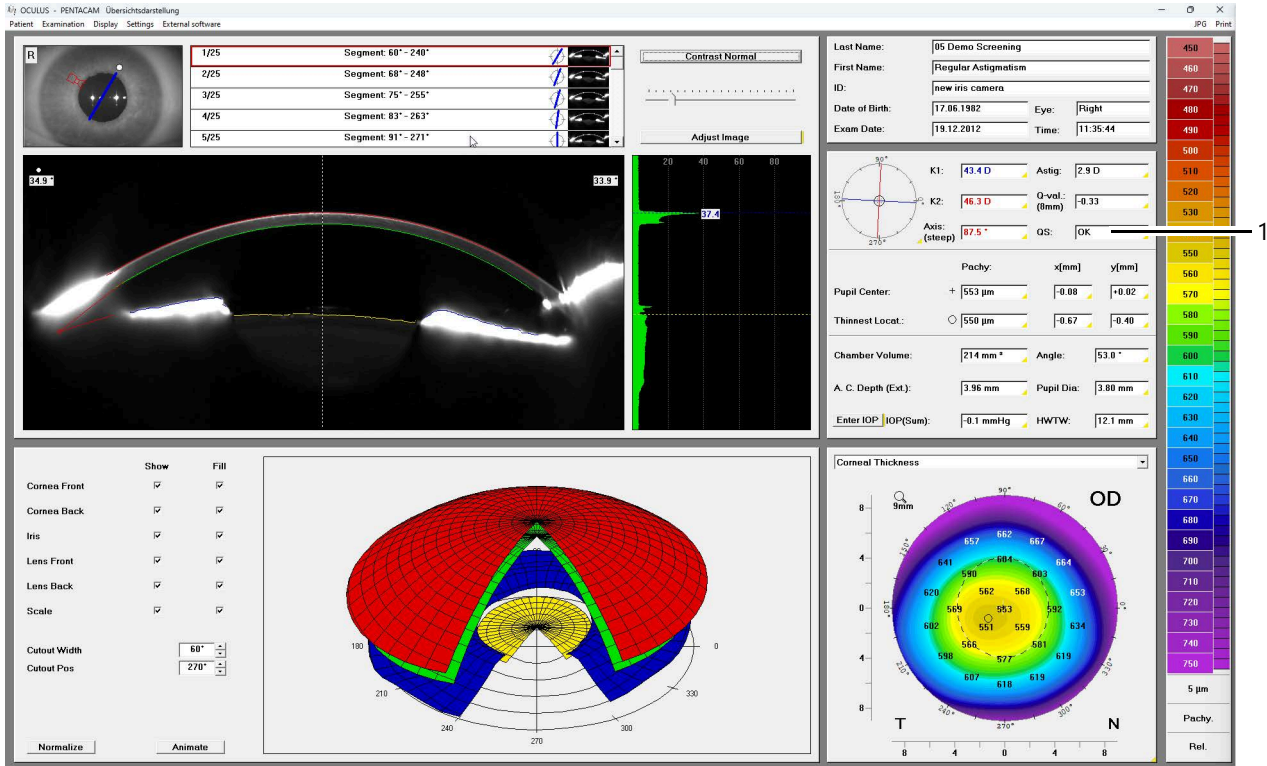 OCULUS - PENTACAM Übersichtsdarstellung
Patient Examination Display Settings External software JPG Print
R
1/25 Segment: 60° - 240°
2/25 Segment: 68° - 248°
3/25 Segment: 75° - 255°
4/25 Segment: 83° - 263°
5/25 Segment: 91° - 271°
Contrast Normal
Adjust Image
34.9 °
33.9 °
20 40 60 80
37.4
Last Name: 05 Demo Screening
First Name: Regular Astigmatism
ID: new iris camera
Date of Birth: 17.06.1982 Eye: Right
Exam Date: 19.12.2012 Time: 11:35:44
90°
180°
270°
K1: 43.4 D Astig: 2.9 D
K2: 46.3 D Q-val.: (8mm) -0.33
Axis: (steep) 87.5 ° QS: OK
1
Pachy: x[mm] y[mm]
Pupil Center: + 553 µm -0.08 +0.02
Thinnest Locat.: 550 µm -0.67 -0.40
Chamber Volume: 214 mm³ Angle: 53.0 °
A. C. Depth (Ext.): 3.96 mm Pupil Dia: 3.80 mm
Enter IOP IOP(Sum): -0.1 mmHg HWTW: 12.1 mm
Show Fill
Cornea Front
Cornea Back
Iris
Lens Front
Lens Back
Scale
Cutout Width 60°
Cutout Pos 270°
Normalize Animate
180
210
240
270
300
330
0
Corneal Thickness
9mm
OD
90°
120°
150°
180°
210°
240°
270°
300°
330°
0°
8
4
0
4
8
657 662 667
641 604 664
590 603
620 562 568 653
569 553 592
602 551 559 634
566 581
598 577 619
607 618 619
T N
8 4 0 4 8
450
460
470
480
490
500
510
520
530
550
560
570
580
590
600
610
620
630
640
650
660
670
680
690
700
710
720
730
740
750
5 µm
Pachy.
Rel.